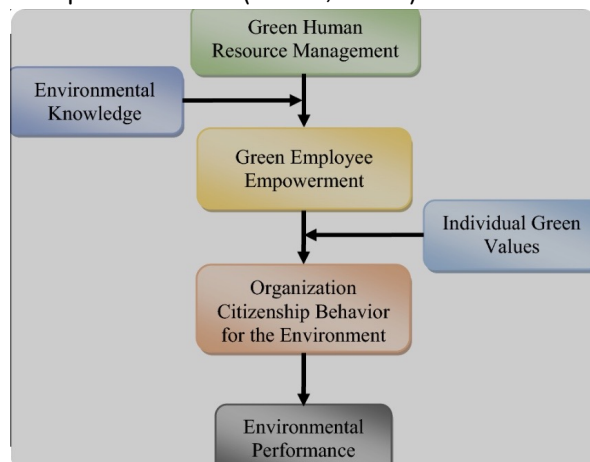 Green Human
Resource Management
Environmental
Knowledge
Green Employee
Empowerment
Individual Green
Values
Organization
Citizenship Behavior
for the Environment
Environmental
Performance